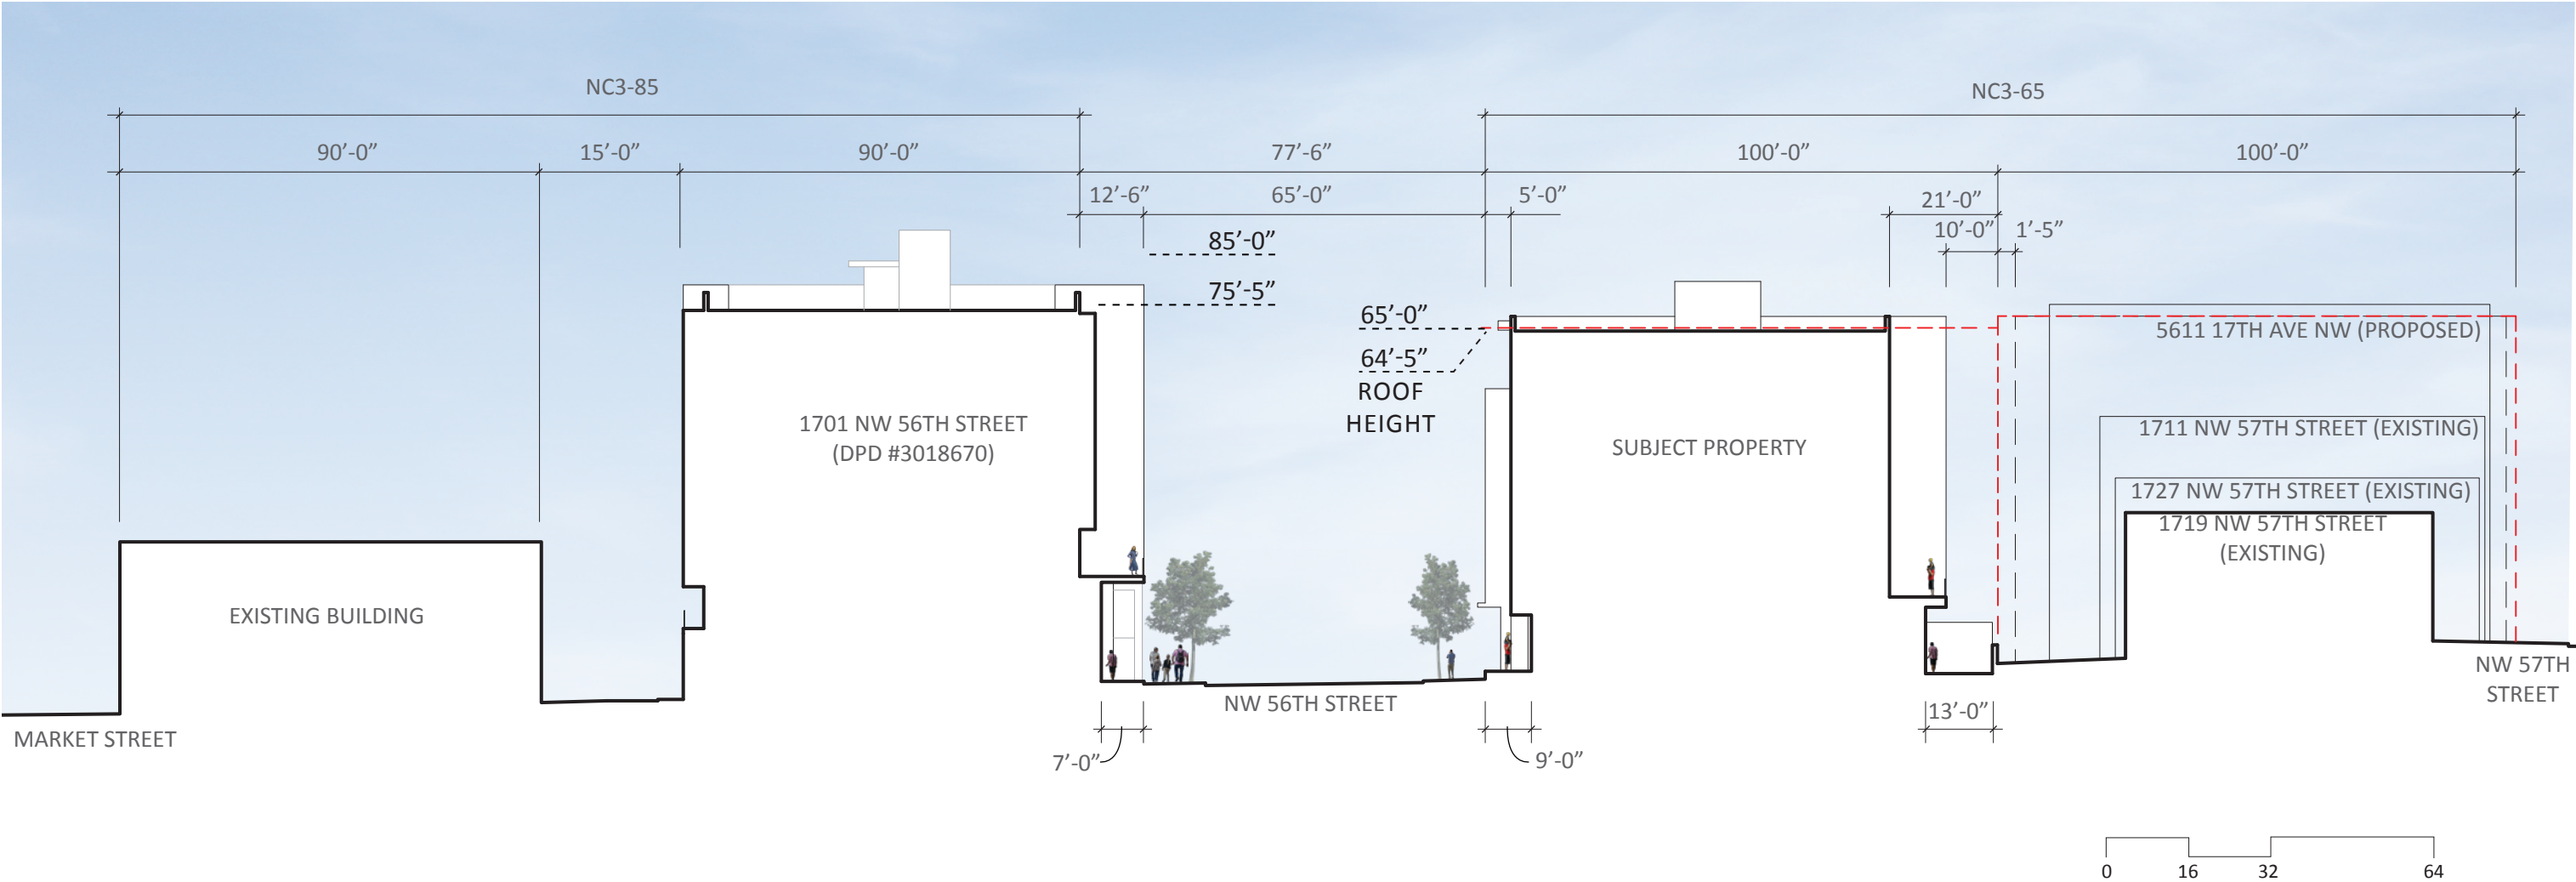 NC3-85
NC3-65
90’-0”
15’-0”
90’-0”
77’-6”
100’-0”
100’-0”
12’-6”
65’-0”
5’-0”
21’-0”
10’-0”
1’-5”
85’-0”
75’-5”
65’-0”
64’-5”
ROOF
HEIGHT
5611 17TH AVE NW (PROPOSED)
1711 NW 57TH STREET (EXISTING)
1727 NW 57TH STREET (EXISTING)
1719 NW 57TH STREET
(EXISTING)
1701 NW 56TH STREET
(DPD #3018670)
SUBJECT PROPERTY
EXISTING BUILDING
NW 56TH STREET
NW 57TH
STREET
MARKET STREET
7’-0”
9’-0”
13’-0”
0
16
32
64